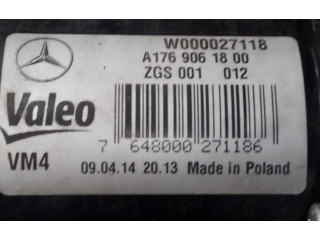 W000027118
A176 906 18 00
ZGS 001 012
Valeo
7 648000 271186
VM4
09.04.14 20.13 Made in Poland